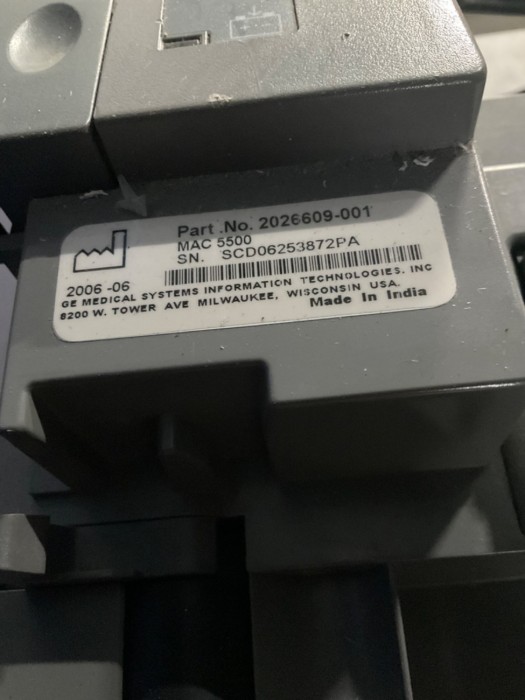 Part .No. 2026609-001
MAC 5500
SN. SCD06253872PA
2006 -06
GE MEDICAL SYSTEMS INFORMATION TECHNOLOGIES. INC
8200 W. TOWER AVE MILWAUKEE, WISCONSIN USA.
Made In India